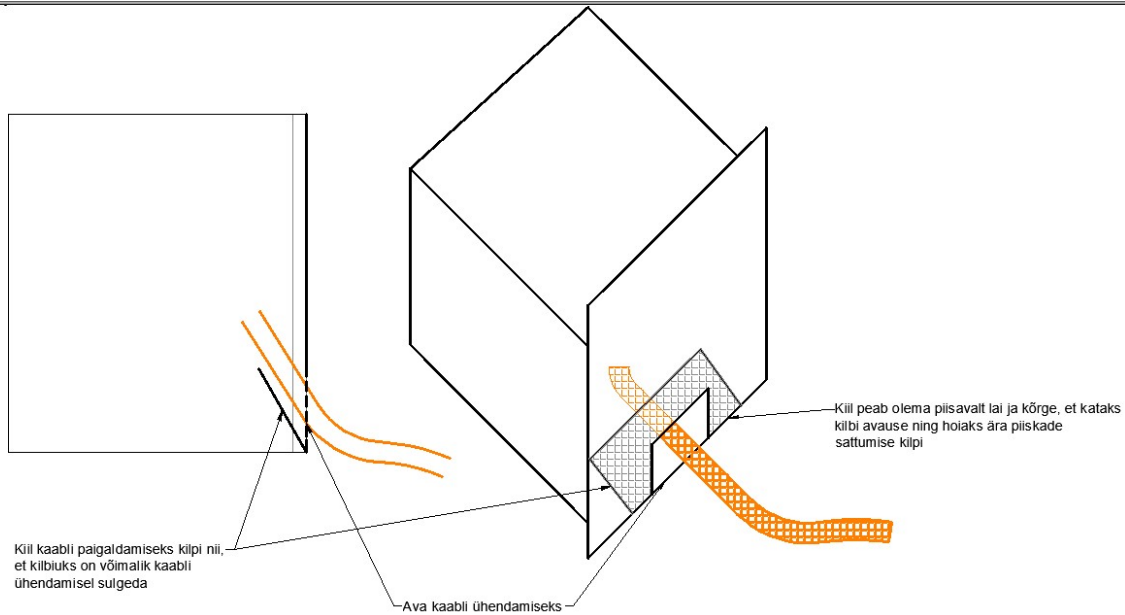 Kiil peab olema piisavalt lai ja kõrge, et kataks
kilbi avause ning hoiaks ära piiskade
sattumise kilpi
Kiil kaabli paigaldamiseks kilpi nii,
et kilbiuks on võimalik kaabli
ühendamisel sulgeda
Ava kaabli ühendamiseks